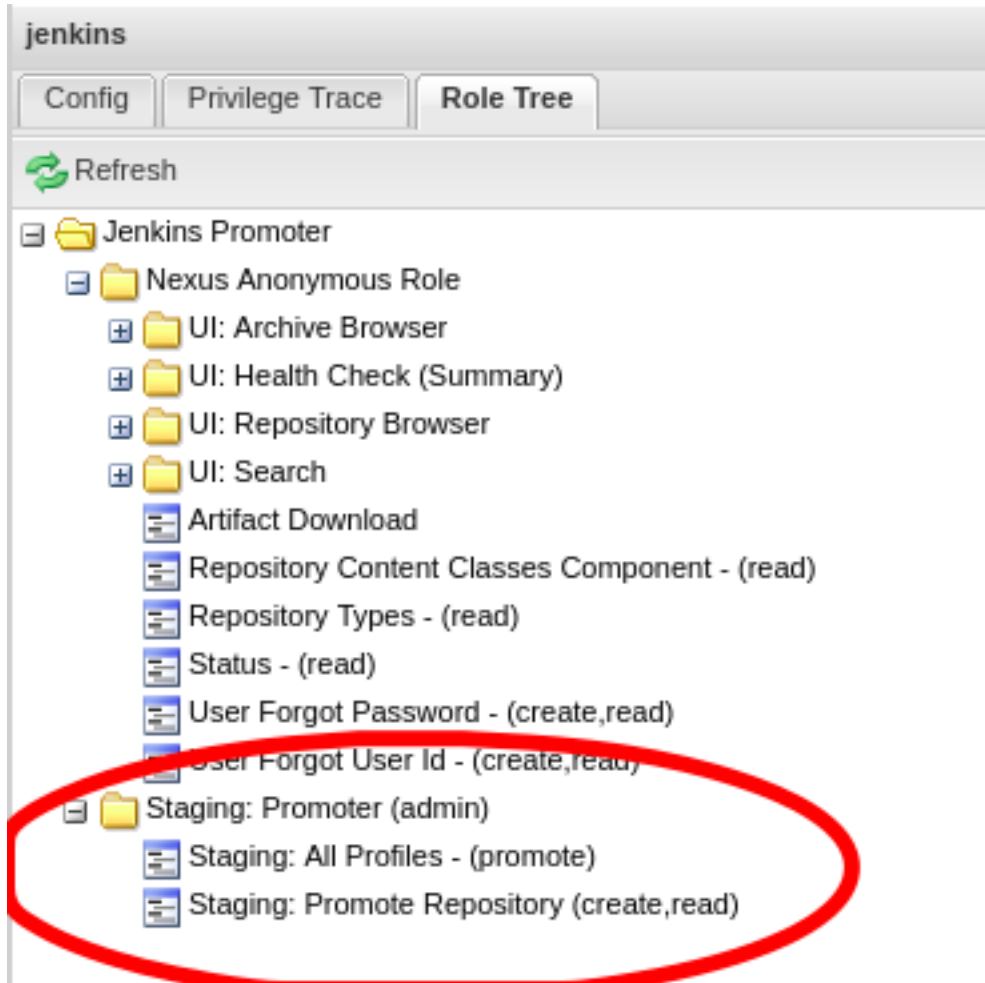 jenkins
Config Privilege Trace Role Tree
Refresh
Jenkins Promoter
Nexus Anonymous Role
UI: Archive Browser
UI: Health Check (Summary)
UI: Repository Browser
UI: Search
Artifact Download
Repository Content Classes Component - (read)
Repository Types - (read)
Status - (read)
User Forgot Password - (create,read)
User Forgot User Id - (create,read)
Staging: Promoter (admin)
Staging: All Profiles - (promote)
Staging: Promote Repository (create,read)